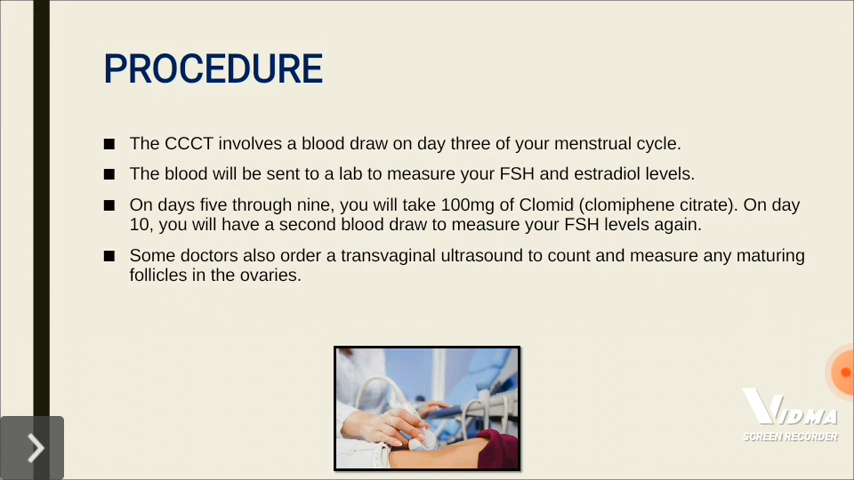 PROCEDURE
The CCCT involves a blood draw on day three of your menstrual cycle.
The blood will be sent to a lab to measure your FSH and estradiol levels.
On days five through nine, you will take 100mg of Clomid (clomiphene citrate). On day
10, you will have a second blood draw to measure your FSH levels again.
Some doctors also order a transvaginal ultrasound to count and measure any maturing
follicles in the ovaries.
VIDMA
SCREEN RECORDER